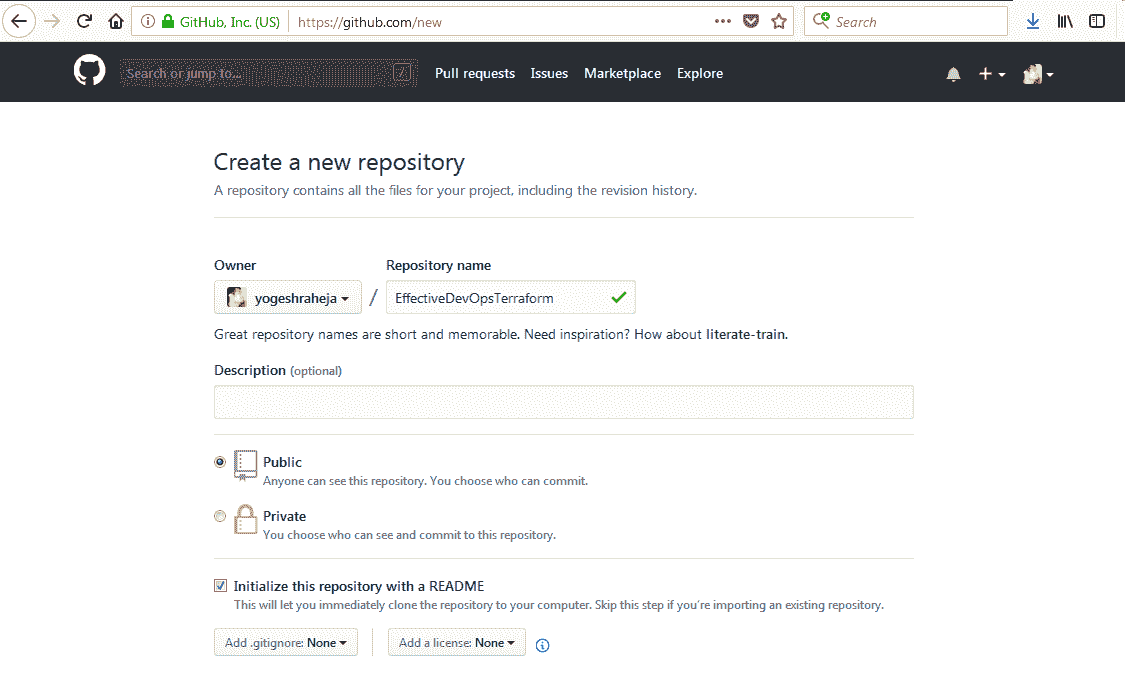 GitHub, Inc. (US)
https://github.com/new
Search
Search or jump to...
/
Pull requests Issues Marketplace Explore
Create a new repository
A repository contains all the files for your project, including the revision history.
Owner
Repository name
yogeshraheja / EffectiveDevOpsTerraform
Great repository names are short and memorable. Need inspiration? How about literate-train.
Description (optional)
Public
Anyone can see this repository. You choose who can commit.
Private
You choose who can see and commit to this repository.
Initialize this repository with a README
This will let you immediately clone the repository to your computer. Skip this step if you're importing an existing repository.
Add .gitignore: None
Add a license: None